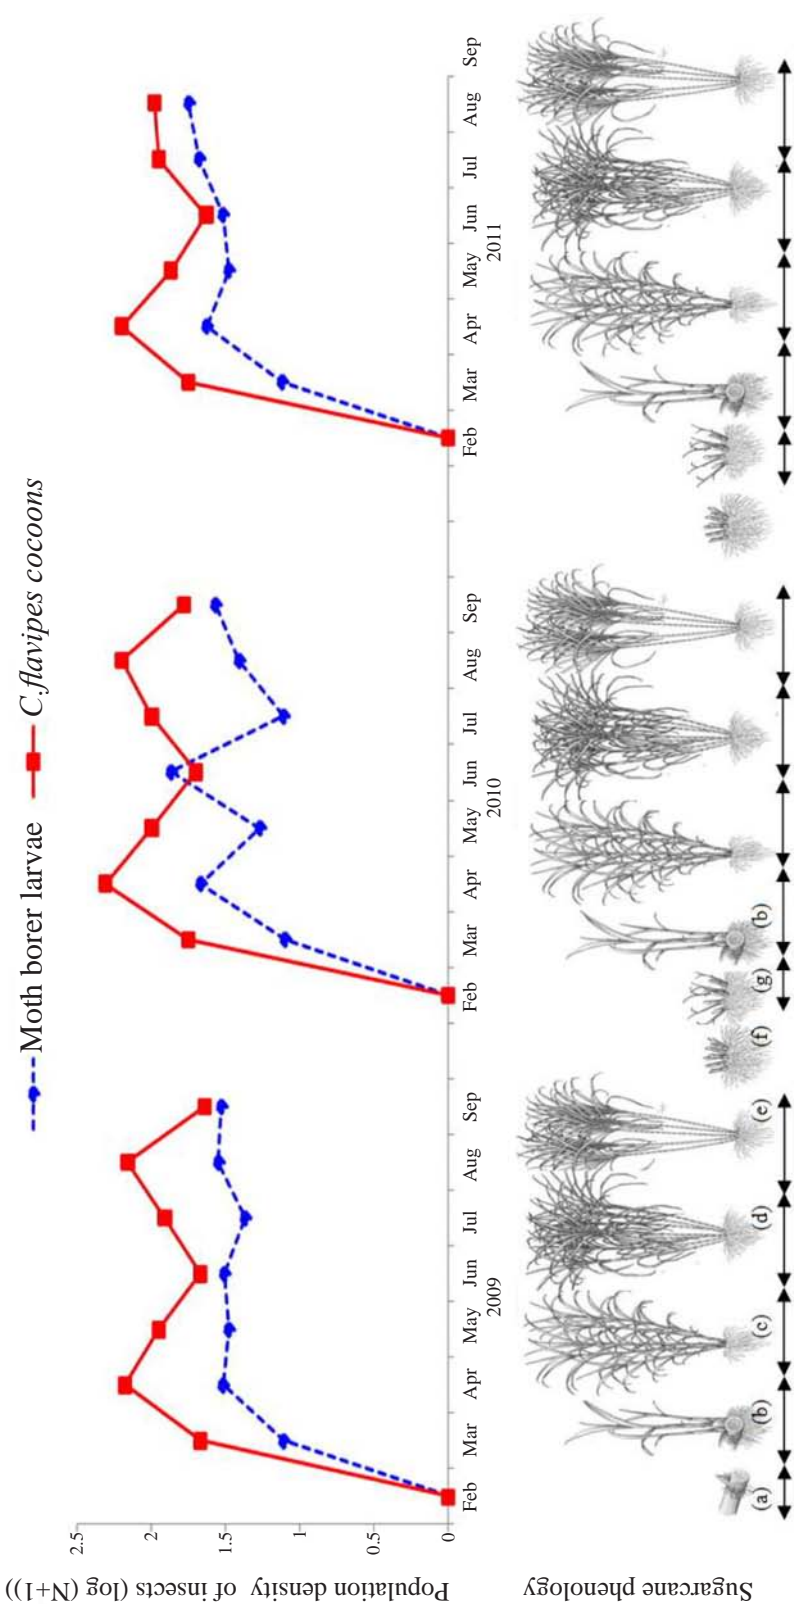 Moth borer larvae C.flavipes cocoons
Population density of insects (log (N+1))
2.5
2
1.5
1
0.5
0
Feb Mar Apr May Jun Jul Aug Sep Feb Mar Apr May Jun Jul Aug Sep Feb Mar Apr May Jun Jul Aug Sep
2009 2010 2011
Sugarcane phenology
(a) (b) (c) (d) (e) (f) (g) (b)